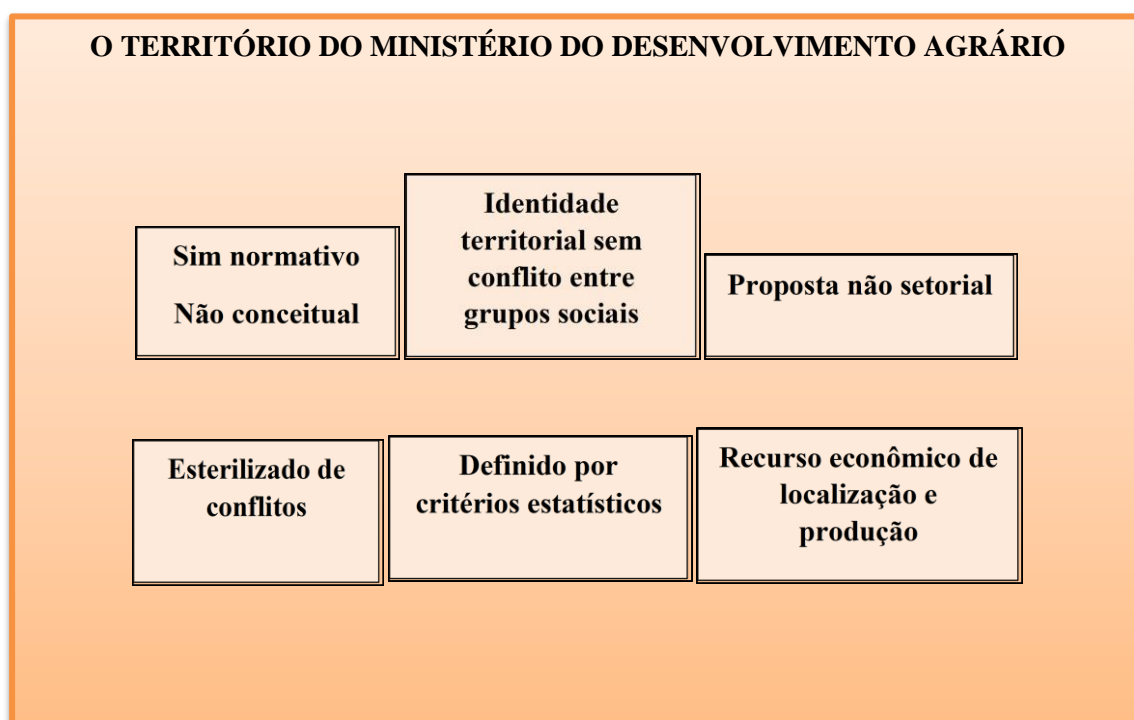 O TERRITÓRIO DO MINISTÉRIO DO DESENVOLVIMENTO AGRÁRIO
Sim normativo
Não conceitual
Identidade
territorial sem
conflito entre
grupos sociais
Proposta não setorial
Esterilizado de
conflitos
Definido por
critérios estatísticos
Recurso econômico de
localização e
produção